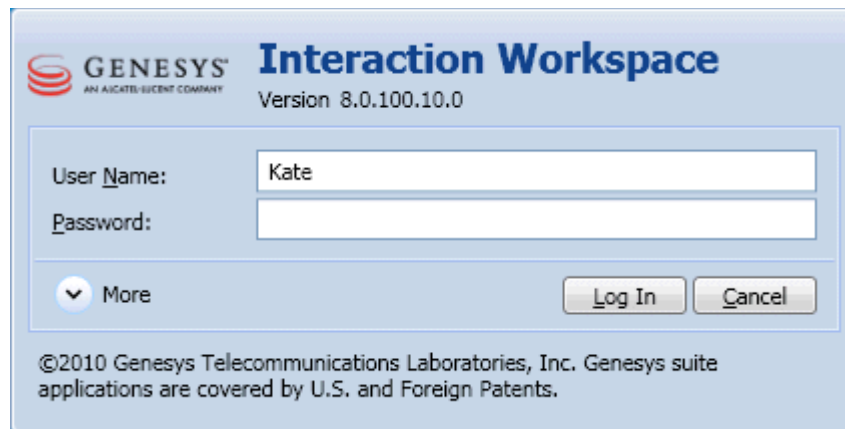 GENESYS
AN ALCATEL-LUCENT COMPANY
Interaction Workspace
Version 8.0.100.10.0
User Name:
Kate
Password:
More
Log In
Cancel
©2010 Genesys Telecommunications Laboratories, Inc. Genesys suite
applications are covered by U.S. and Foreign Patents.